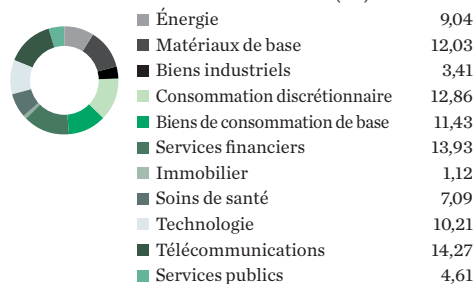 Énergie 9,04
Matériaux de base 12,03
Biens industriels 3,41
Consommation discrétionnaire 12,86
Biens de consommation de base 11,43
Services financiers 13,93
Immobilier 1,12
Soins de santé 7,09
Technologie 10,21
Télécommunications 14,27
Services publics 4,61